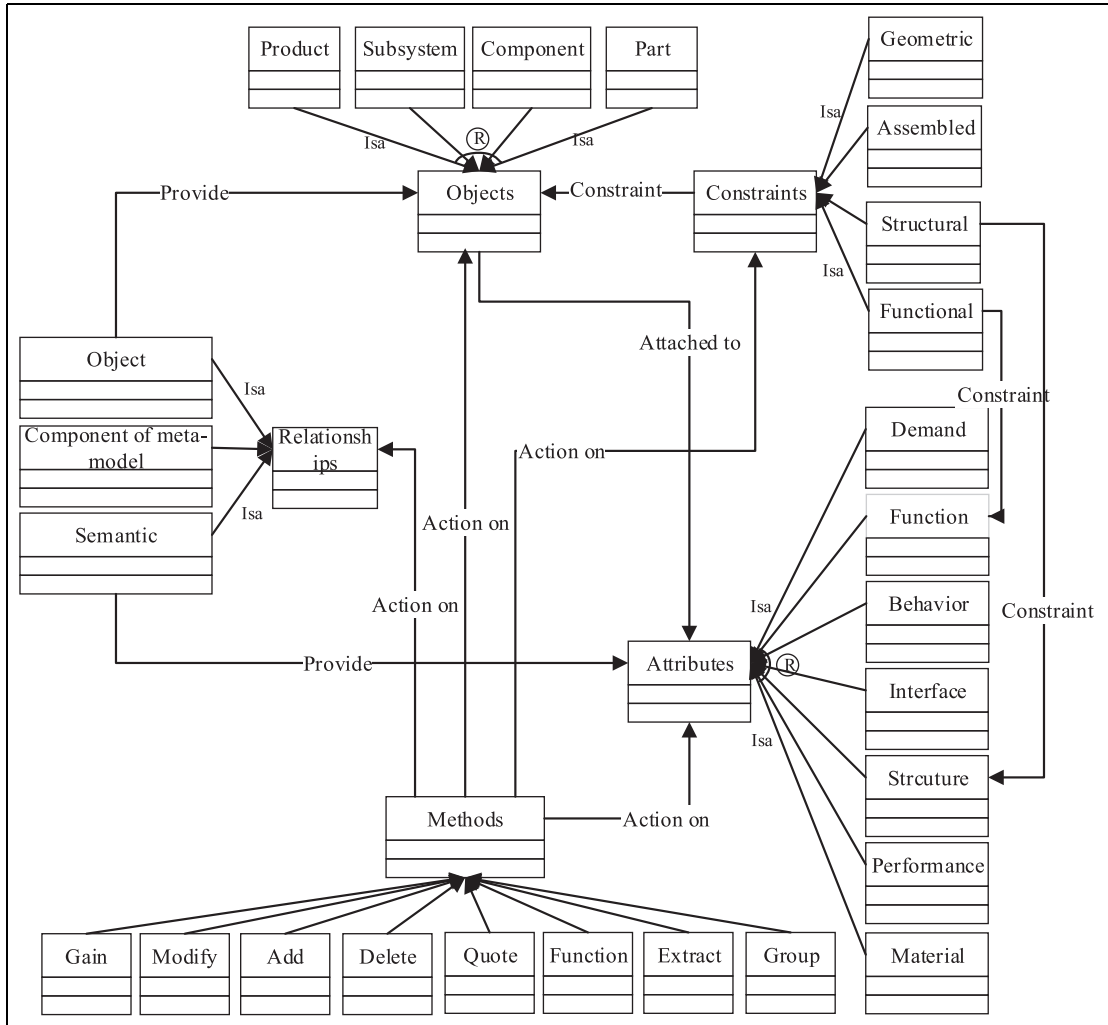 Product
Subsystem
Component
Part
Geometric
Isa
Assembled
Isa
®
Isa
Provide
Objects
Constraint
Constraints
Structural
Isa
Functional
Attached to
Object
Isa
Constraint
Component of meta-
model
Relationsh
ips
Demand
Action on
Isa
Semantic
Action on
Function
Action on
Isa
Behavior
Constraint
Provide
Attributes
®
Interface
Isa
Strcuture
Methods
Action on
Performance
Gain
Modify
Add
Delete
Quote
Function
Extract
Group
Material